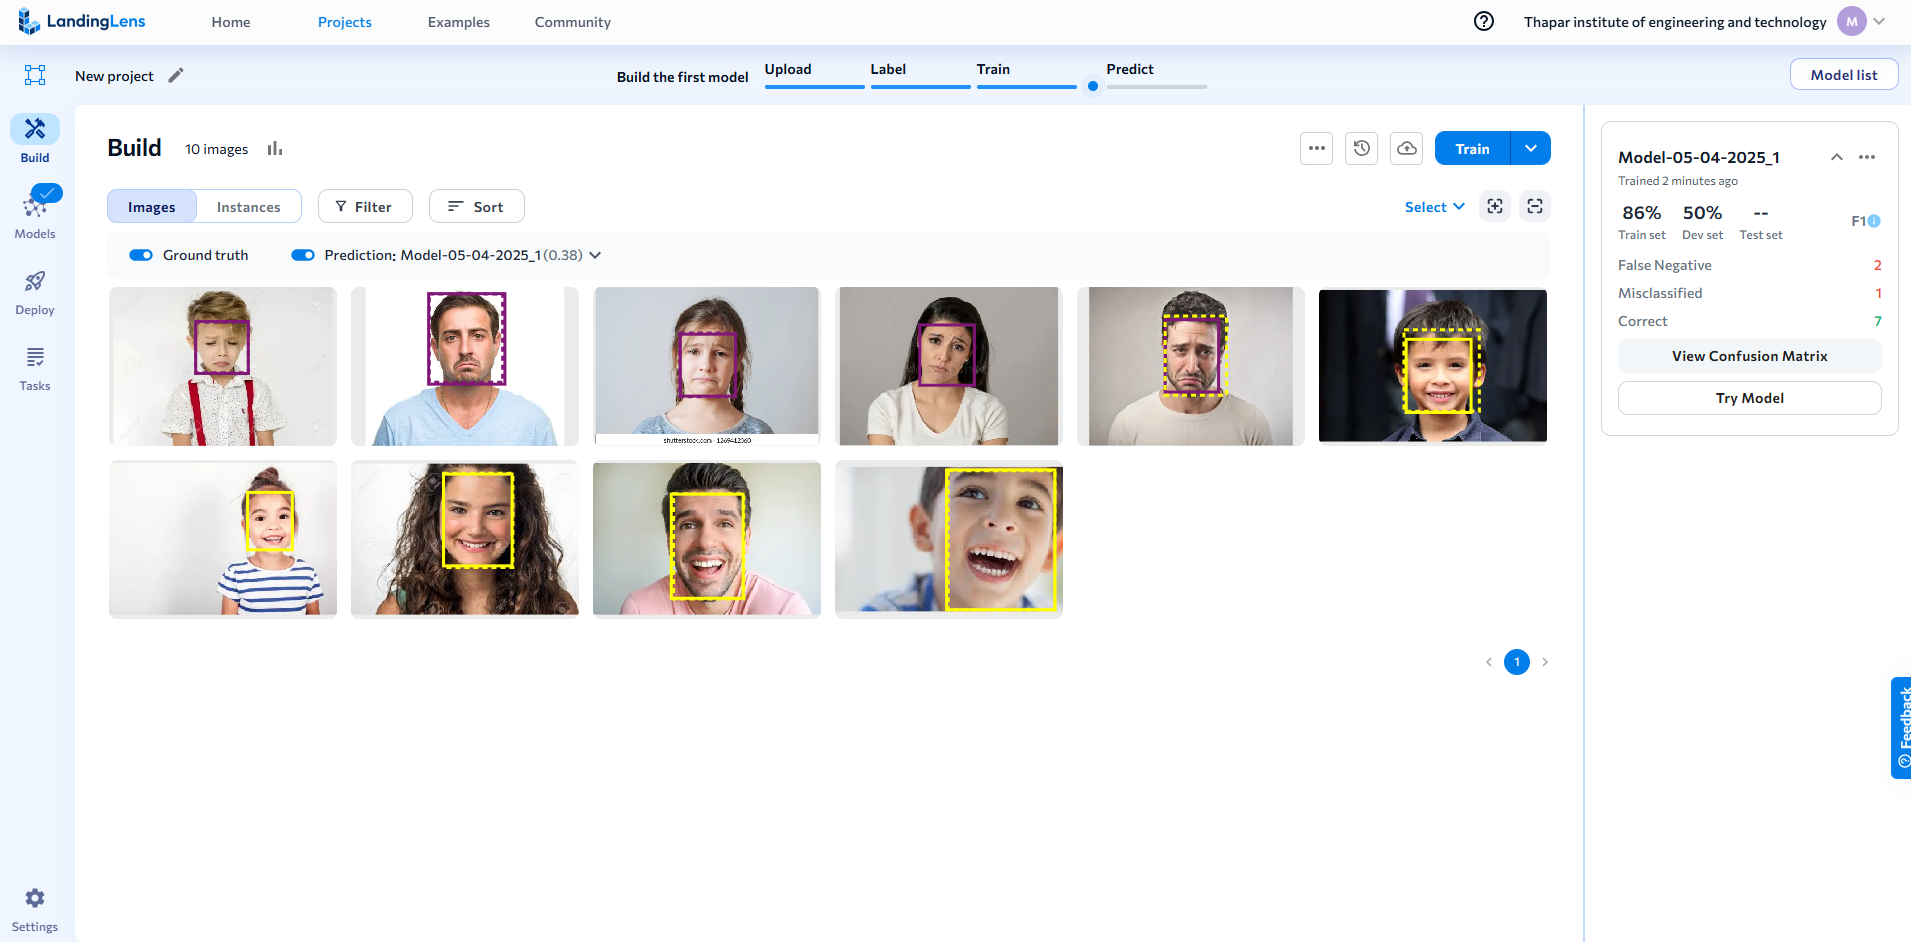 LandingLens
Home
Projects
Examples
Community
Thapar institute of engineering and technology
M
New project
Build the first model
Upload
Label
Train
Predict
Model list
Build
Models
Deploy
Tasks
Settings
Build
10 images
Train
Images
Instances
Filter
Sort
Select
Ground truth
Prediction: Model-05-04-2025_1 (0.38)
shutterstock.com · 1269412360
1
Model-05-04-2025_1
Trained 2 minutes ago
86% 50% --
Train set Dev set Test set
F1
False Negative 2
Misclassified 1
Correct 7
View Confusion Matrix
Try Model
Feedback